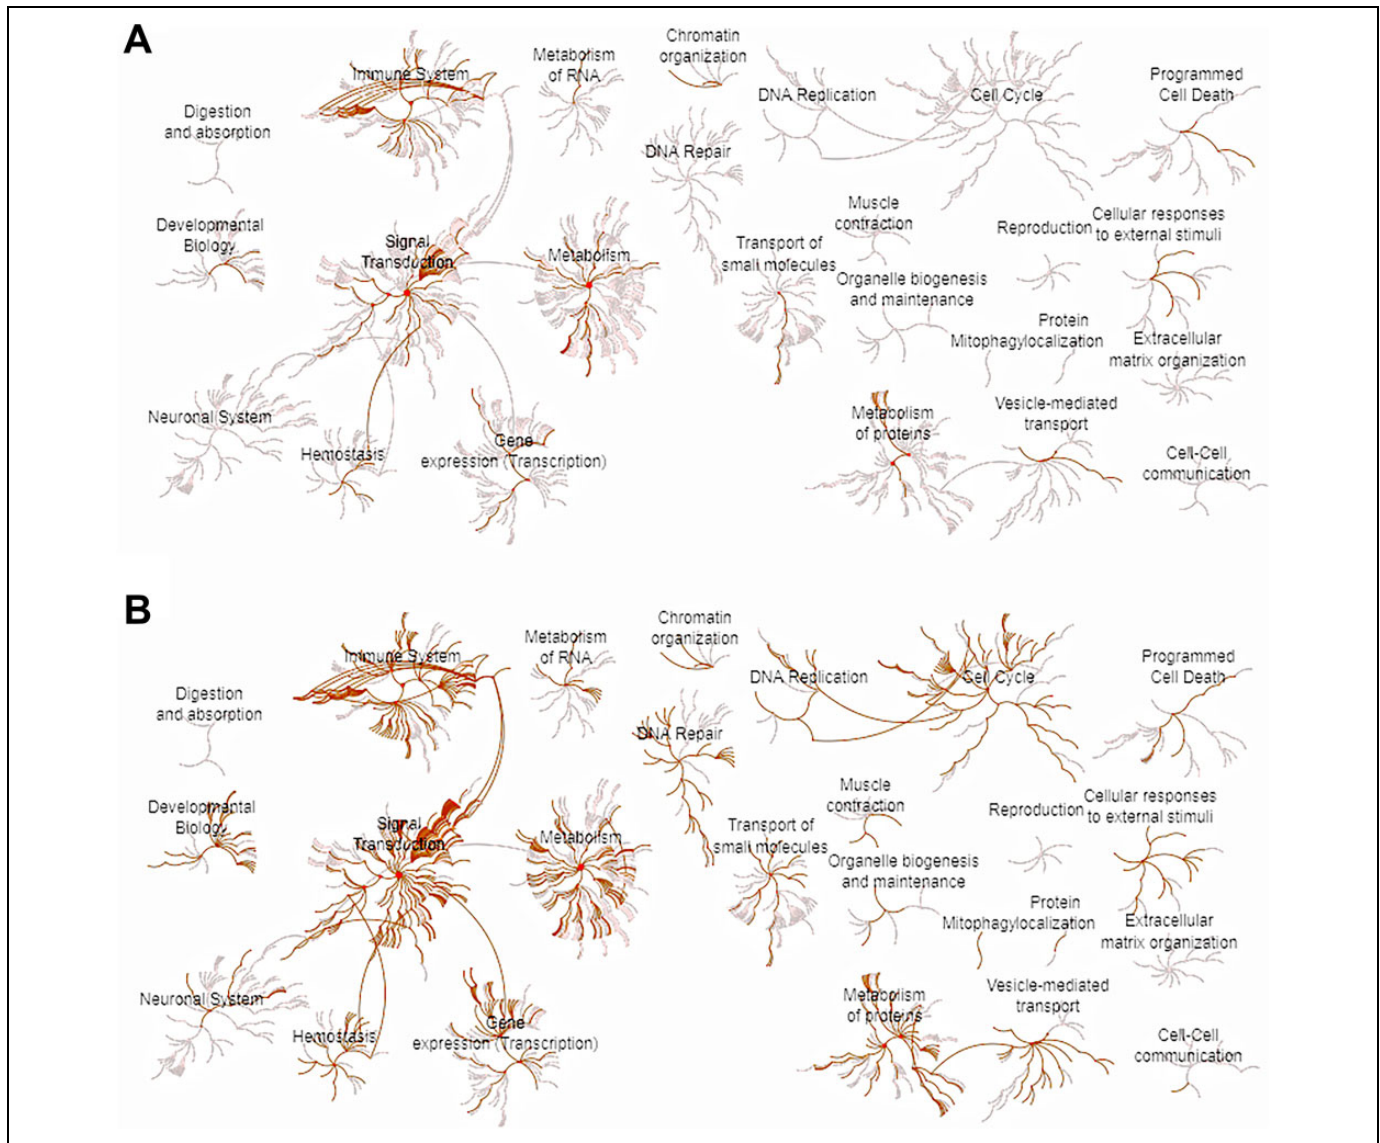 A
Immune System
Metabolism
of RNA
Chromatin
organization
DNA Replication
Cell Cycle
Programmed
Cell Death
Digestion
and absorption
DNA Repair
Developmental
Biology
Signal
Transduction
Metabolism
Transport of
small molecules
Muscle
contraction
Reproduction
Cellular responses
to external stimuli
Organelle biogenesis
and maintenance
Protein
Mitophagylocalization
Extracellular
matrix organization
Neuronal System
Hemostasis
Gene
expression (Transcription)
Metabolism
of proteins
Vesicle-mediated
transport
Cell-Cell
communication
B
Immune System
Metabolism
of RNA
Chromatin
organization
DNA Replication
Cell Cycle
Programmed
Cell Death
Digestion
and absorption
DNA Repair
Developmental
Biology
Signal
Transduction
Metabolism
Transport of
small molecules
Muscle
contraction
Reproduction
Cellular responses
to external stimuli
Organelle biogenesis
and maintenance
Protein
Mitophagylocalization
Extracellular
matrix organization
Neuronal System
Hemostasis
Gene
expression (Transcription)
Metabolism
of proteins
Vesicle-mediated
transport
Cell-Cell
communication